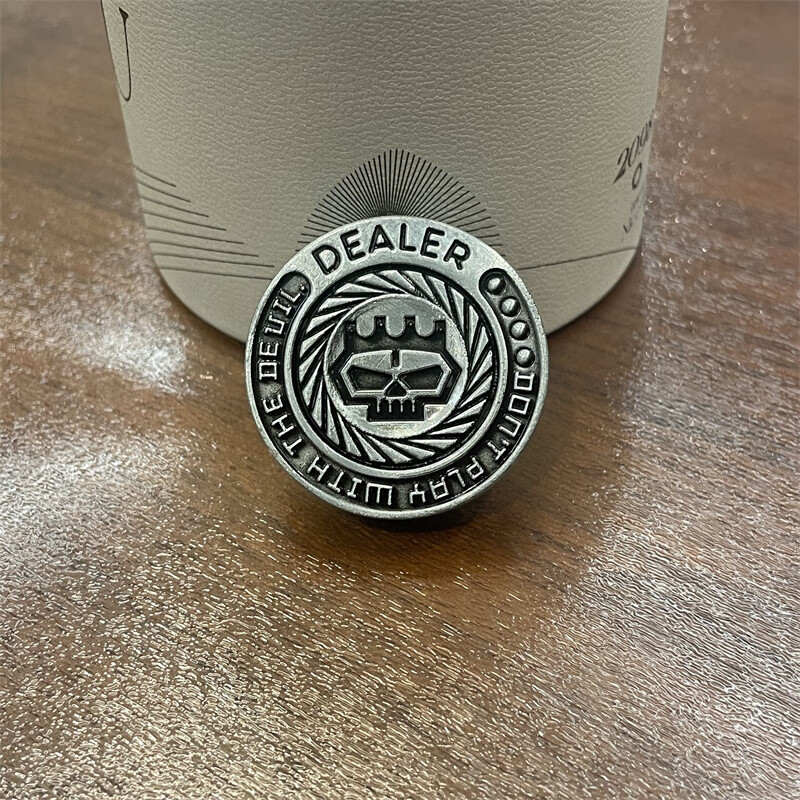 U
DEALER
DON'T PLAY WITH THE DEVIL.